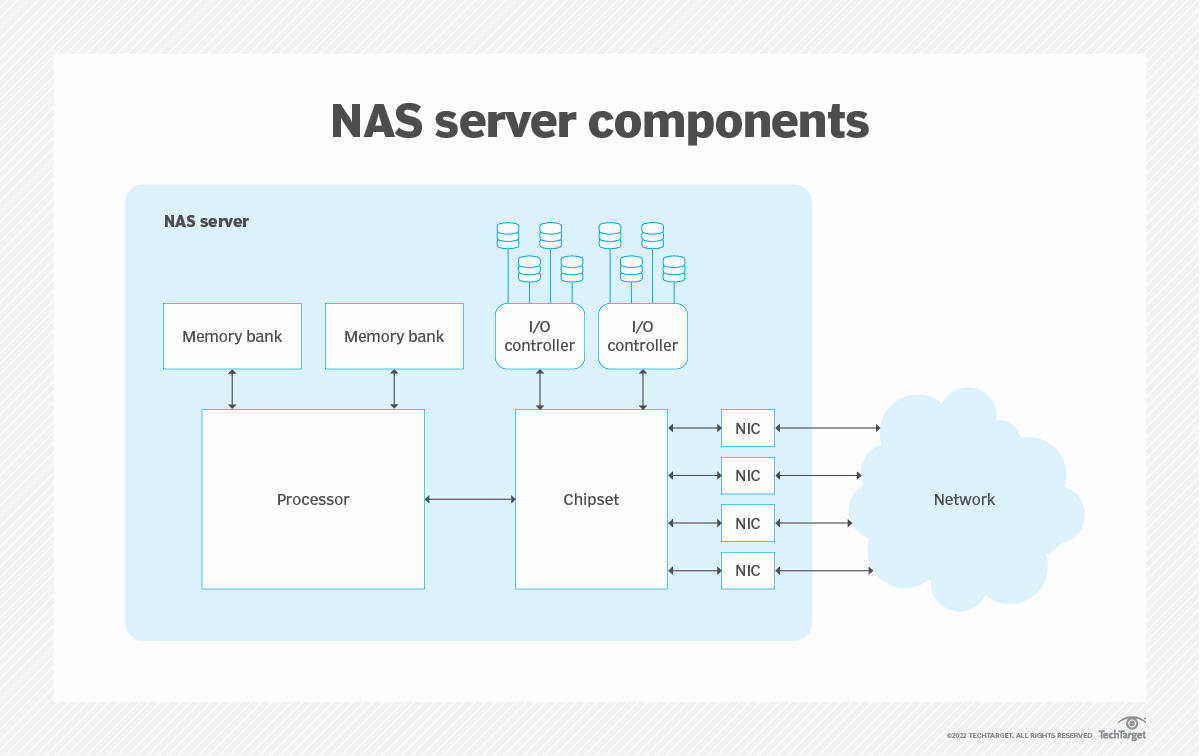 NAS server components
NAS server
Memory bank
Memory bank
I/O
controller
I/O
controller
Processor
Chipset
NIC
NIC
NIC
NIC
Network
©2022 TECHTARGET. ALL RIGHTS RESERVED
TechTarget